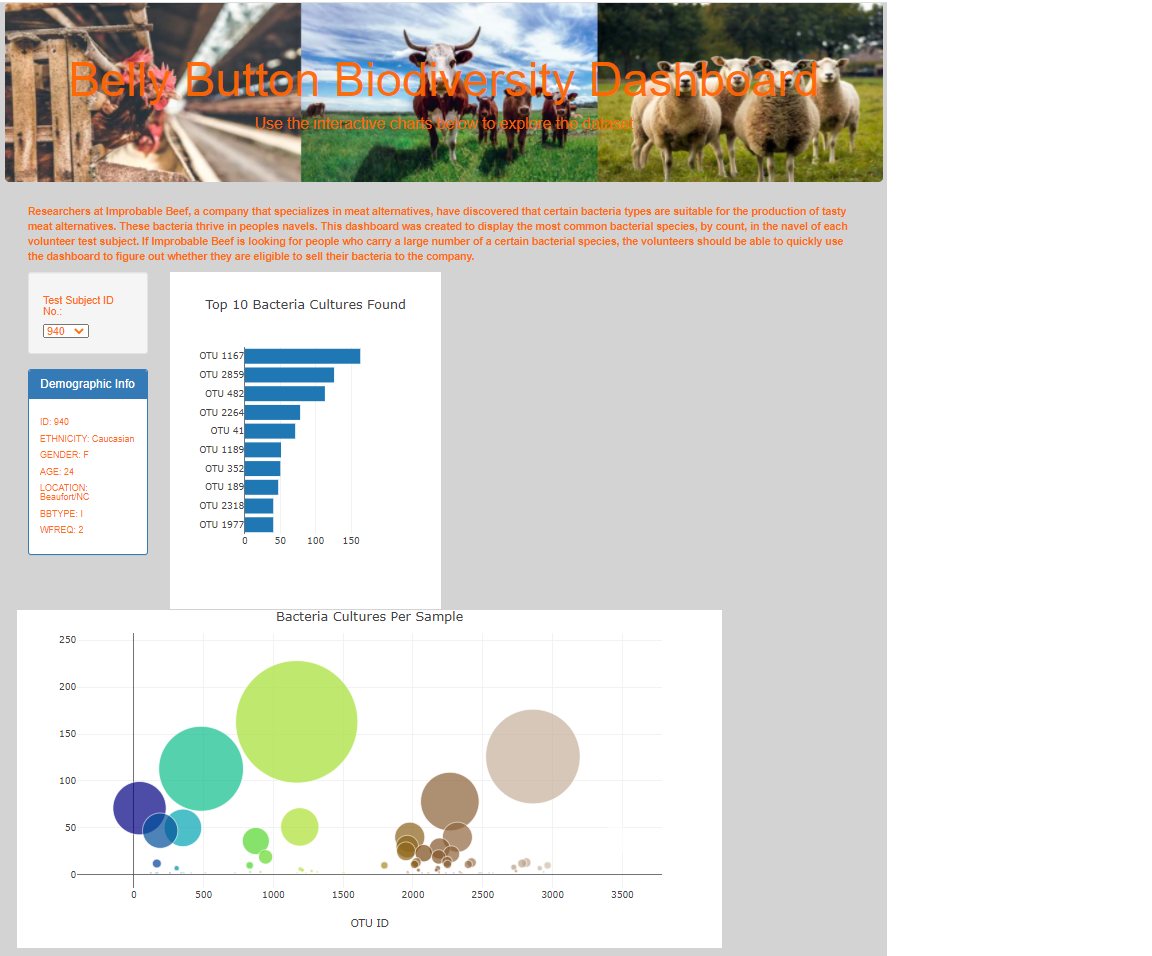 Belly Button Biodiversity Dashboard
Use the interactive charts below to explore the dataset
Researchers at Improbable Beef, a company that specializes in meat alternatives, have discovered that certain bacteria types are suitable for the production of tasty
meat alternatives. These bacteria thrive in peoples navels. This dashboard was created to display the most common bacterial species, by count, in the navel of each
volunteer test subject. If Improbable Beef is looking for people who carry a large number of a certain bacterial species, the volunteers should be able to quickly use
the dashboard to figure out whether they are eligible to sell their bacteria to the company.
Test Subject ID
No.:
940
Demographic Info
ID: 940
ETHNICITY: Caucasian
GENDER: F
AGE: 24
LOCATION:
Beaufort/NC
BBTYPE: I
WFREQ: 2
Top 10 Bacteria Cultures Found
OTU 1167
OTU 2859
OTU 482
OTU 2264
OTU 41
OTU 1189
OTU 352
OTU 189
OTU 2318
OTU 1977
0 50 100 150
Bacteria Cultures Per Sample
250
200
150
100
50
0
0 500 1000 1500 2000 2500 3000 3500
OTU ID